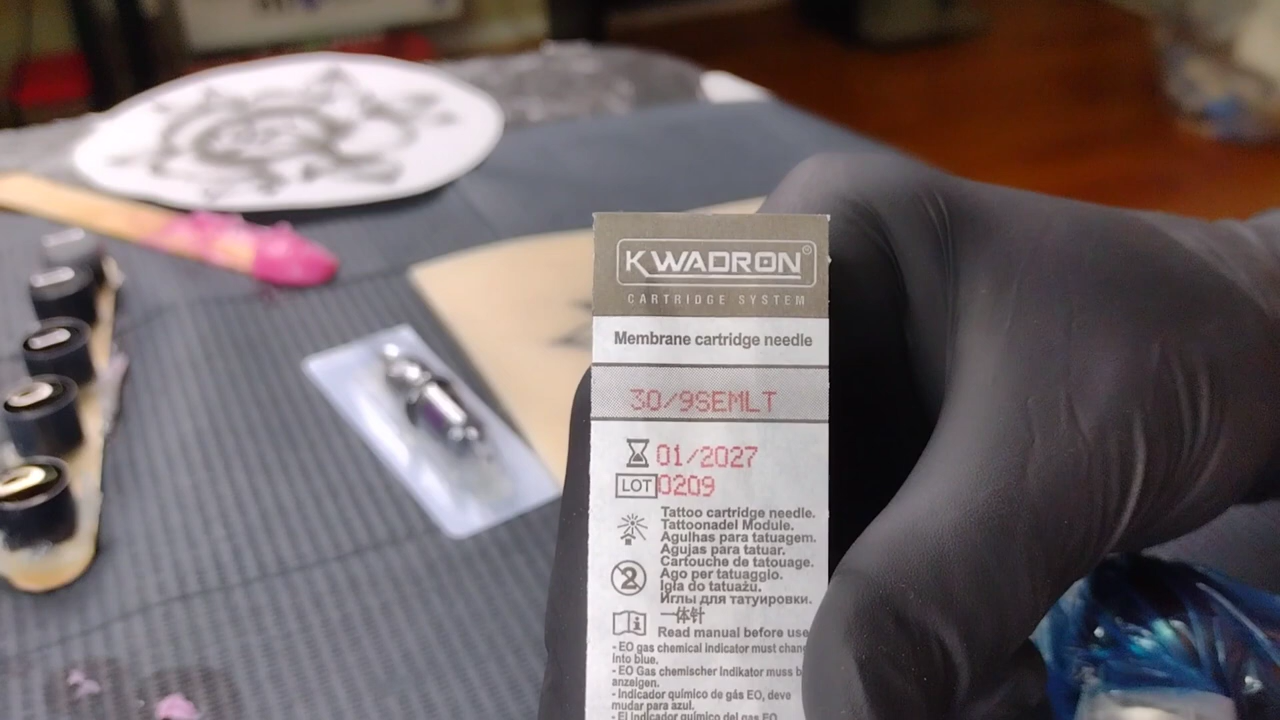 KWADRON®
CARTRIDGE SYSTEM
Membrane cartridge needle
30/9SEMLT
01/2027
LOT 0209
Tattoo cartridge needle.
Tattoonadel Module.
Agulhas para tatuagem.
Agujas para tatuar.
Cartouche de tatouage.
Ago per tatuaggio.
Igła do tatuażu.
Иглы для татуировки.
2
一体针
Read manual before use
- EO gas chemical indicator must chan
into blue.
- EO Gas chemischer Indikator muss b
anzeigen.
- Indicador químico de gás EO, deve
mudar para azul.
- El indicador químico del gas EO